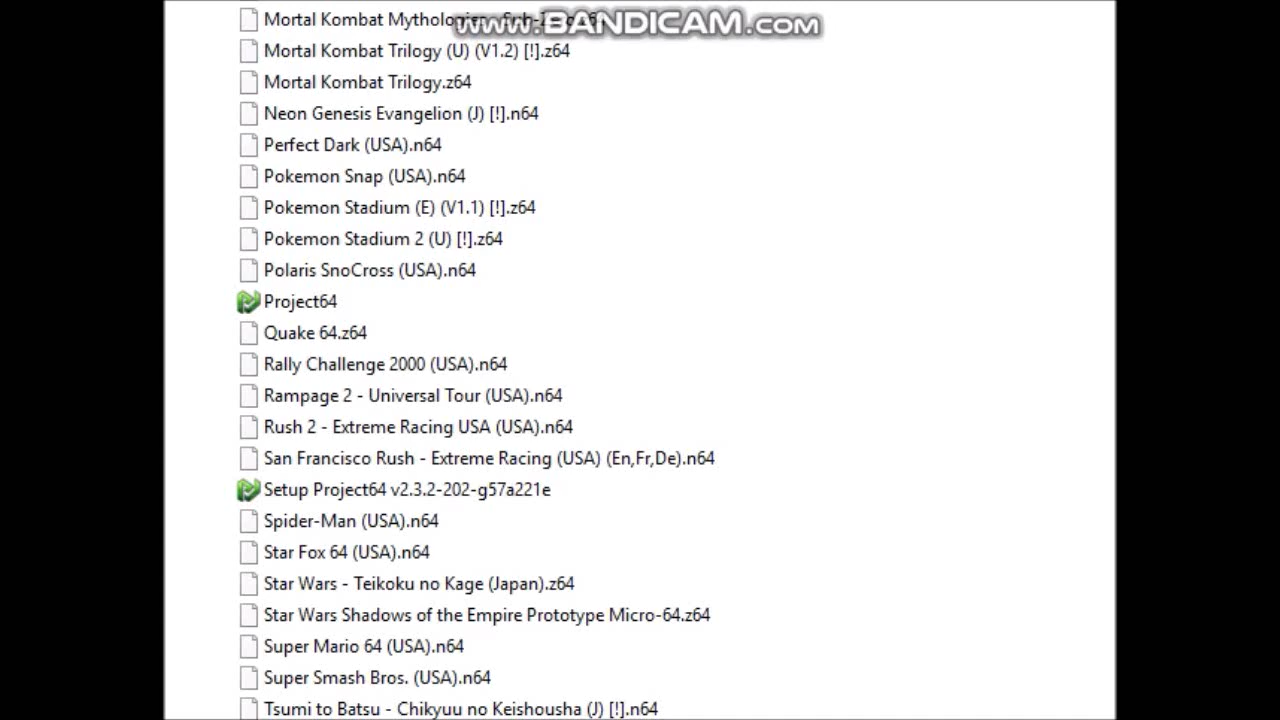 Mortal Kombat Mythologies
www.BANDICAM.com
Mortal Kombat Trilogy (U) (V1.2) [!].z64
Mortal Kombat Trilogy.z64
Neon Genesis Evangelion (J) [!].n64
Perfect Dark (USA).n64
Pokemon Snap (USA).n64
Pokemon Stadium (E) (V1.1) [!].z64
Pokemon Stadium 2 (U) [!].z64
Polaris SnoCross (USA).n64
Project64
Quake 64.z64
Rally Challenge 2000 (USA).n64
Rampage 2 - Universal Tour (USA).n64
Rush 2 - Extreme Racing USA (USA).n64
San Francisco Rush - Extreme Racing (USA) (En,Fr,De).n64
Setup Project64 v2.3.2-202-g57a221e
Spider-Man (USA).n64
Star Fox 64 (USA).n64
Star Wars - Teikoku no Kage (Japan).z64
Star Wars Shadows of the Empire Prototype Micro-64.z64
Super Mario 64 (USA).n64
Super Smash Bros. (USA).n64
Tsumi to Batsu - Chikyuu no Keishousha (J) [!].n64